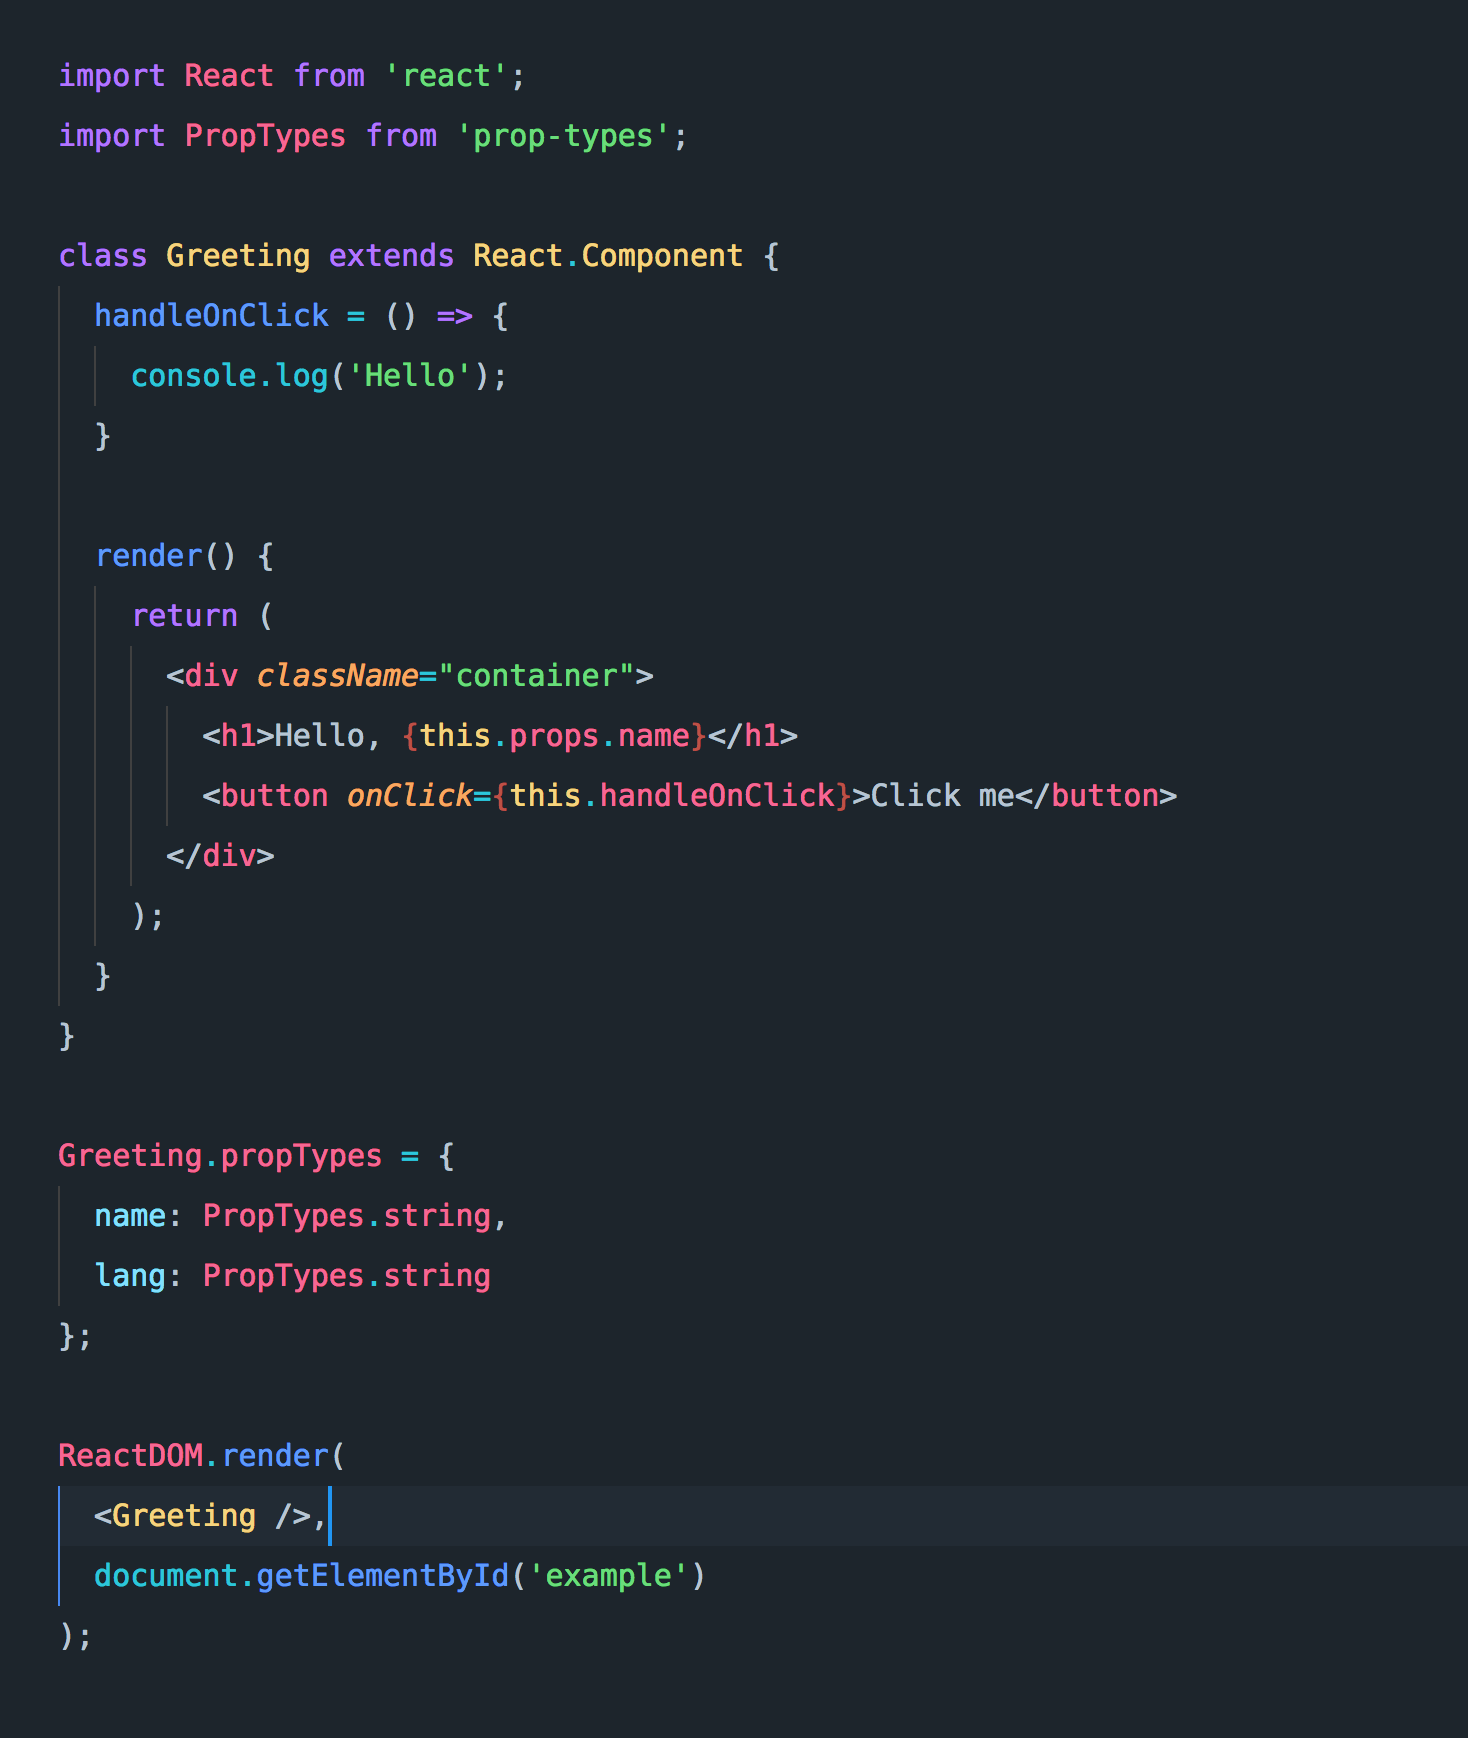 import React from 'react';
import PropTypes from 'prop-types';

class Greeting extends React.Component {
  handleOnClick = () => {
    console.log('Hello');
  }

  render() {
    return (
      <div className="container">
        <h1>Hello, {this.props.name}</h1>
        <button onClick={this.handleOnClick}>Click me</button>
      </div>
    );
  }
}

Greeting.propTypes = {
  name: PropTypes.string,
  lang: PropTypes.string
};

ReactDOM.render(
  <Greeting />,
  document.getElementById('example')
);